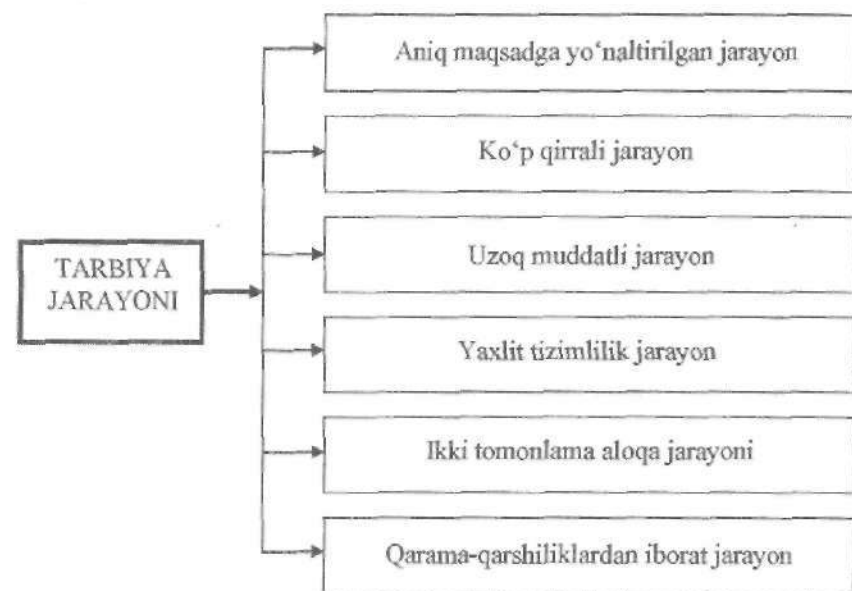 Aniq maqsadga yo‘naltirilgan jarayon
Ko‘p qirrali jarayon
Uzoq muddatli jarayon
TARBIYA
JARAYONI
Yaxlit tizimlilik jarayon
Ikki tomonlama aloqa jarayoni
Qarama-qarshiliklardan iborat jarayon